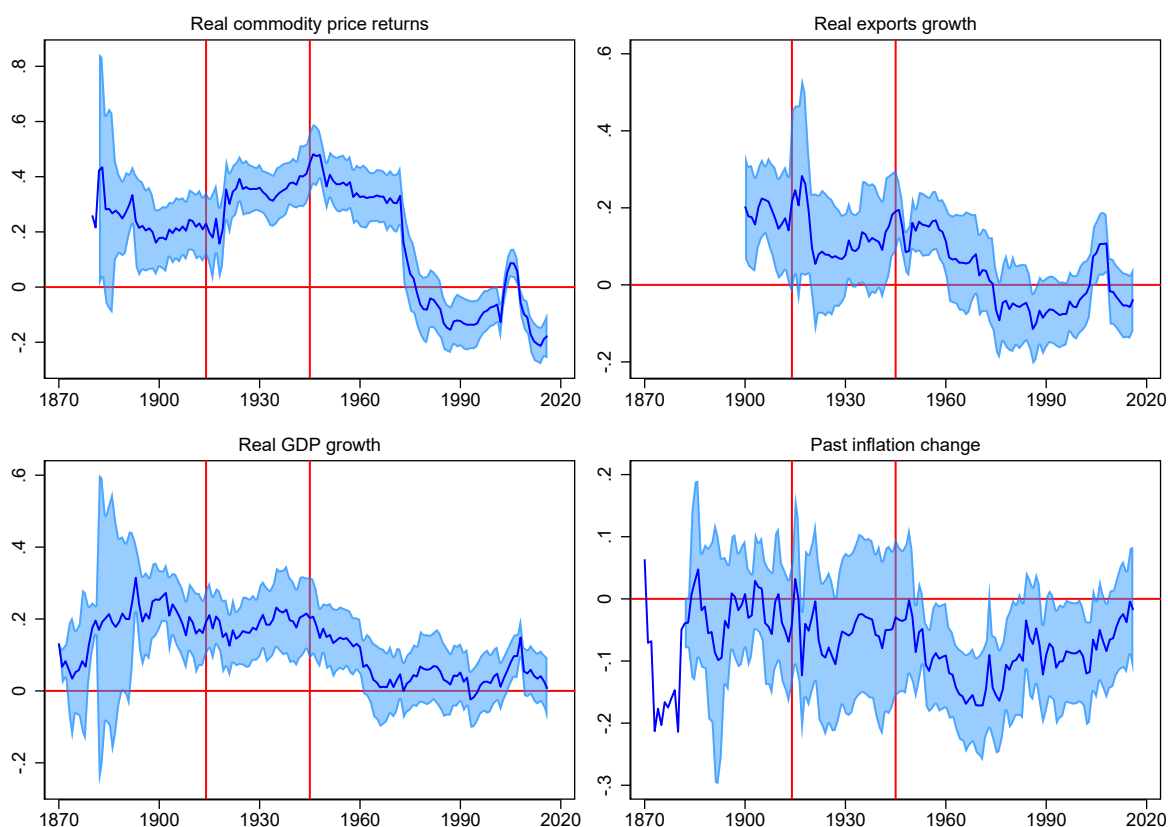 Real commodity price returns
.8
.6
.4
.2
0
-.2
1870 1900 1930 1960 1990 2020
Real exports growth
.6
.4
.2
0
-.2
1870 1900 1930 1960 1990 2020
Real GDP growth
.6
.4
.2
0
-.2
1870 1900 1930 1960 1990 2020
Past inflation change
.2
.1
0
-.1
-.2
-.3
1870 1900 1930 1960 1990 2020